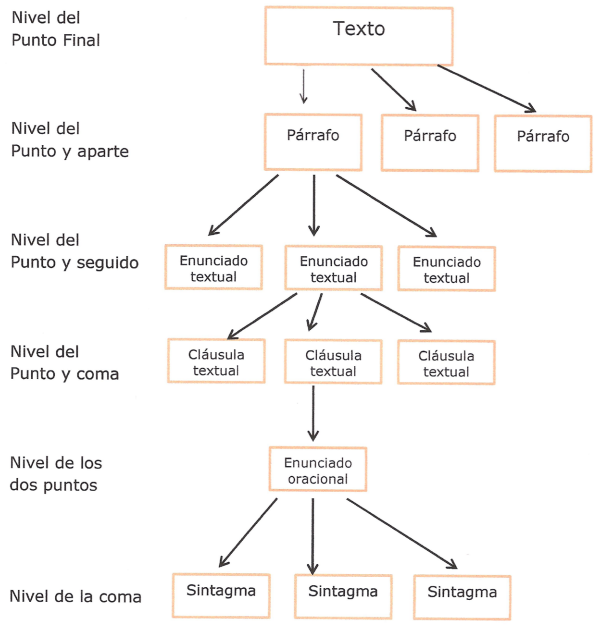 Nivel del
Punto Final
Texto
Nivel del
Punto y aparte
Párrafo
Párrafo
Párrafo
Nivel del
Punto y seguido
Enunciado
textual
Enunciado
textual
Enunciado
textual
Nivel del
Punto y coma
Cláusula
textual
Cláusula
textual
Cláusula
textual
Nivel de los
dos puntos
Enunciado
oracional
Nivel de la coma
Sintagma
Sintagma
Sintagma